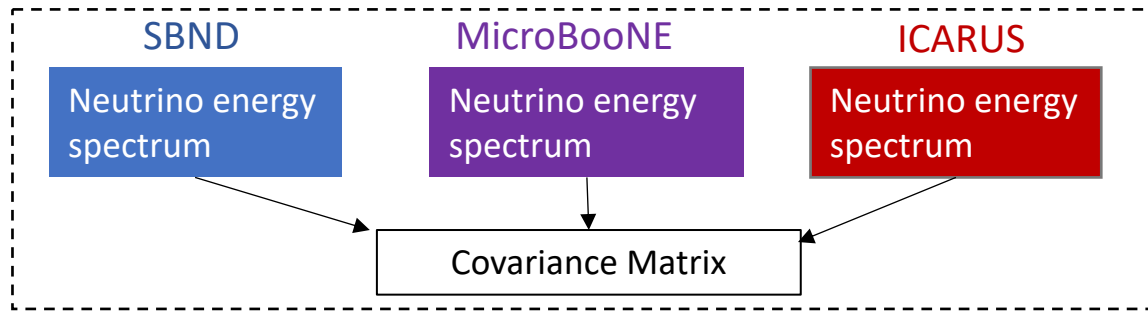 SBND
MicroBooNE
ICARUS
Neutrino energy
spectrum
Neutrino energy
spectrum
Neutrino energy
spectrum
Covariance Matrix